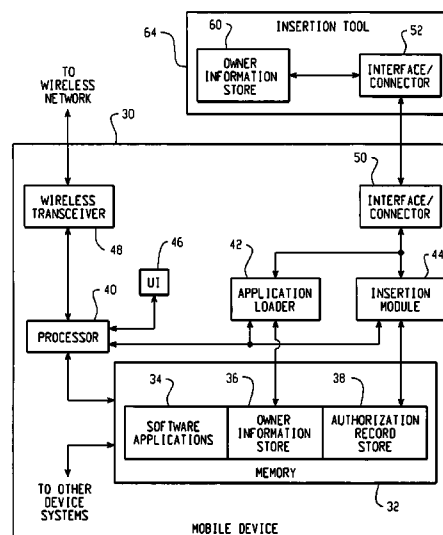 60
INSERTION TOOL
52
64
OWNER
INFORMATION
STORE
INTERFACE/
CONNECTOR
TO
WIRELESS
NETWORK
30
WIRELESS
TRANSCEIVER
48
50
INTERFACE/
CONNECTOR
46
UI
42
44
APPLICATION
LOADER
INSERTION
MODULE
40
PROCESSOR
34
36
38
SOFTWARE
APPLICATIONS
OWNER
INFORMATION
STORE
AUTHORIZATION
RECORD
STORE
MEMORY
32
TO OTHER
DEVICE
SYSTEMS
MOBILE DEVICE